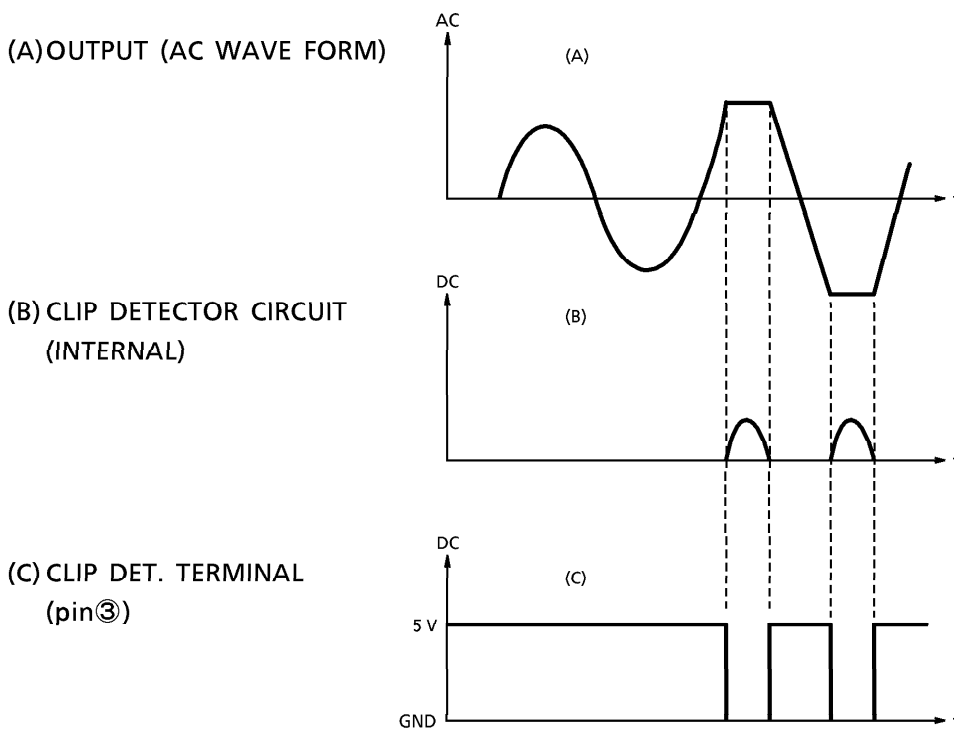 AC
(A) OUTPUT (AC WAVE FORM)
(A)
DC
(B) CLIP DETECTOR CIRCUIT
(INTERNAL)
(B)
DC
(C) CLIP DET. TERMINAL
(pin③)
(C)
5 V
GND